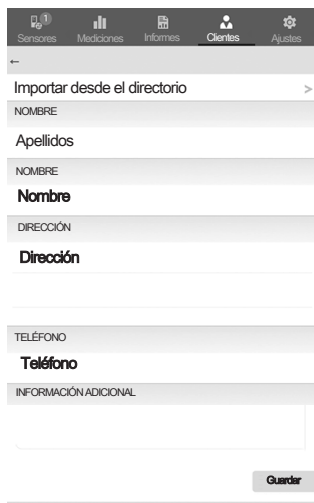 1
Sensores Mediciones Informes Clientes Ajustes
←
Importar desde el directorio >
NOMBRE
Apellidos
NOMBRE
Nombre
DIRECCIÓN
Dirección
TELÉFONO
Teléfono
INFORMACIÓN ADICIONAL
Guardar